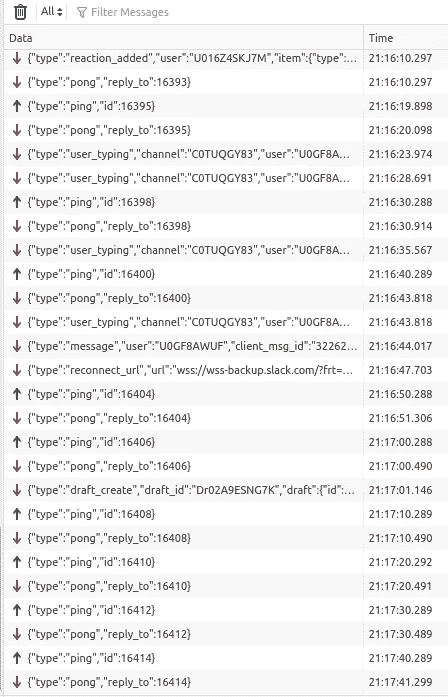 All Filter Messages
Data Time
{"type":"reaction_added","user":"U016Z4SKJ7M","item":{"type":... 21:16:10.297
{"type":"pong","reply_to":16393} 21:16:10.297
{"type":"ping","id":16395} 21:16:19.898
{"type":"pong","reply_to":16395} 21:16:20.098
{"type":"user_typing","channel":"C0TUQGY83","user":"U0GF8A... 21:16:23.974
{"type":"user_typing","channel":"C0TUQGY83","user":"U0GF8A... 21:16:28.691
{"type":"ping","id":16398} 21:16:30.288
{"type":"pong","reply_to":16398} 21:16:30.914
{"type":"user_typing","channel":"C0TUQGY83","user":"U0GF8A... 21:16:35.567
{"type":"ping","id":16400} 21:16:40.289
{"type":"pong","reply_to":16400} 21:16:43.818
{"type":"user_typing","channel":"C0TUQGY83","user":"U0GF8A... 21:16:43.818
{"type":"message","user":"U0GF8AWUF","client_msg_id":"32262... 21:16:44.017
{"type":"reconnect_url","url":"wss://wss-backup.slack.com/?frt=... 21:16:47.703
{"type":"ping","id":16404} 21:16:50.288
{"type":"pong","reply_to":16404} 21:16:51.306
{"type":"ping","id":16406} 21:17:00.288
{"type":"pong","reply_to":16406} 21:17:00.490
{"type":"draft_create","draft_id":"Dr02A9ESNG7K","draft":{"id":... 21:17:01.146
{"type":"ping","id":16408} 21:17:10.289
{"type":"pong","reply_to":16408} 21:17:10.490
{"type":"ping","id":16410} 21:17:20.292
{"type":"pong","reply_to":16410} 21:17:20.491
{"type":"ping","id":16412} 21:17:30.289
{"type":"pong","reply_to":16412} 21:17:30.489
{"type":"ping","id":16414} 21:17:40.289
{"type":"pong","reply_to":16414} 21:17:41.299